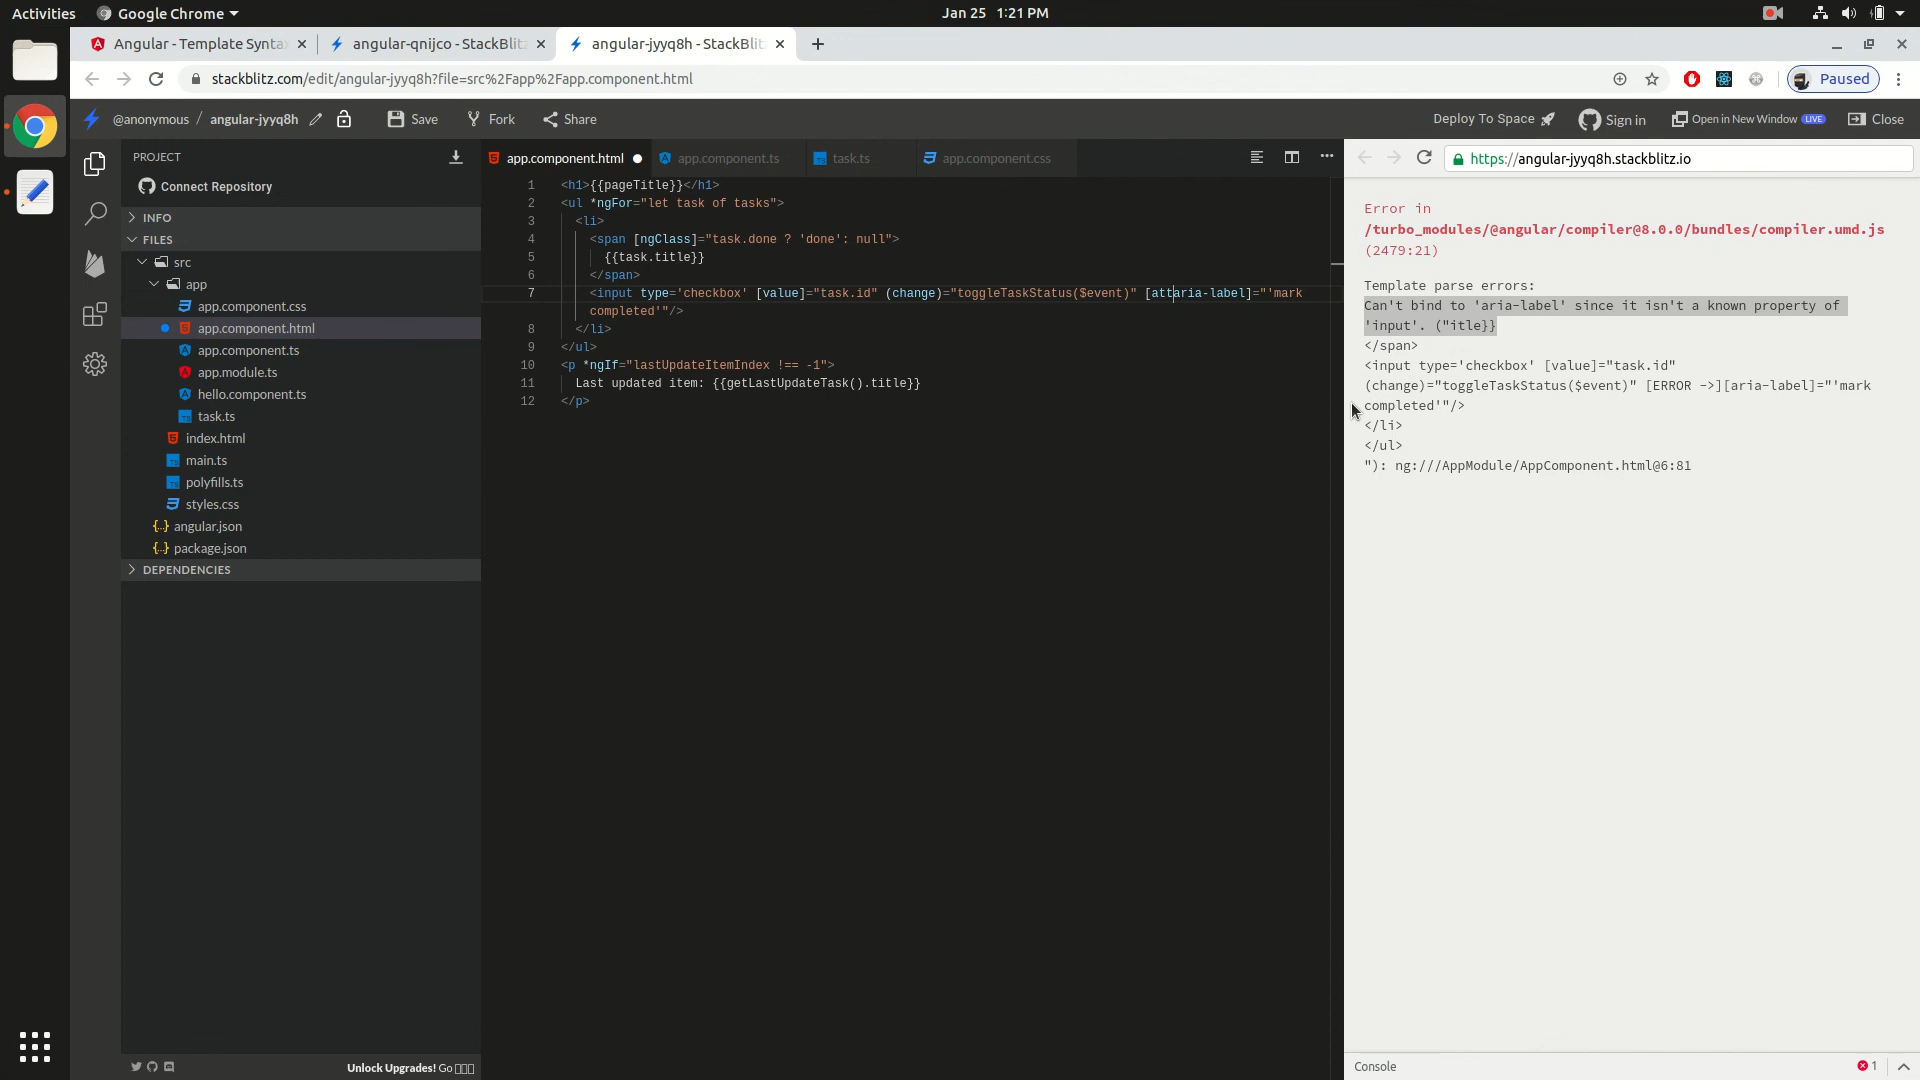 Activities
Google Chrome
Jan 25 1:21 PM
Angular - Template Synta
angular-qnijco - StackBlitz
angular-jyyq8h - StackBlitz
stackblitz.com/edit/angular-jyyq8h?file=src%2Fapp%2Fapp.component.html
Paused
@anonymous / angular-jyyq8h
Save
Fork
Share
Deploy To Space
Sign in
Open in New Window LIVE
Close
PROJECT
Connect Repository
INFO
FILES
src
app
app.component.css
app.component.html
app.component.ts
app.module.ts
hello.component.ts
task.ts
index.html
main.ts
polyfills.ts
styles.css
angular.json
package.json
DEPENDENCIES
Unlock Upgrades! Go
app.component.html
app.component.ts
task.ts
app.component.css
1 <h1>{{pageTitle}}</h1>
2 <ul *ngFor="let task of tasks">
3 <li>
4 <span [ngClass]="task.done ? 'done': null">
5 {{task.title}}
6 </span>
7 <input type='checkbox' [value]="task.id" (change)="toggleTaskStatus($event)" [attaria-label]="'mark
completed'"/>
8 </li>
9 </ul>
10 <p *ngIf="lastUpdateItemIndex !== -1">
11 Last updated item: {{getLastUpdateTask().title}}
12 </p>
https://angular-jyyq8h.stackblitz.io
Error in
/turbo_modules/@angular/compiler@8.0.0/bundles/compiler.umd.js
(2479:21)
Template parse errors:
Can't bind to 'aria-label' since it isn't a known property of
'input'. ("itle}}
</span>
<input type='checkbox' [value]="task.id"
(change)="toggleTaskStatus($event)" [ERROR ->][aria-label]="'mark
completed'"/>
</li>
</ul>
"): ng:///AppModule/AppComponent.html@6:81
Console
1